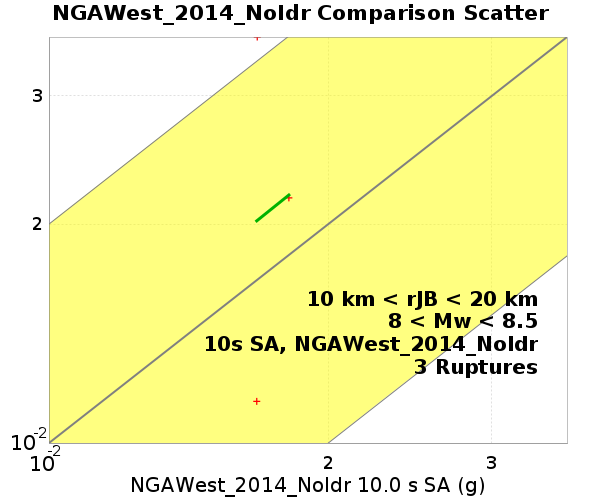 NGAWest_2014_NoIdr Comparison Scatter
3
2
10 km < rJB < 20 km
8 < Mw < 8.5
10s SA, NGAWest_2014_NoIdr
3 Ruptures
10-2
10-2
2
3
NGAWest_2014_NoIdr 10.0 s SA (g)